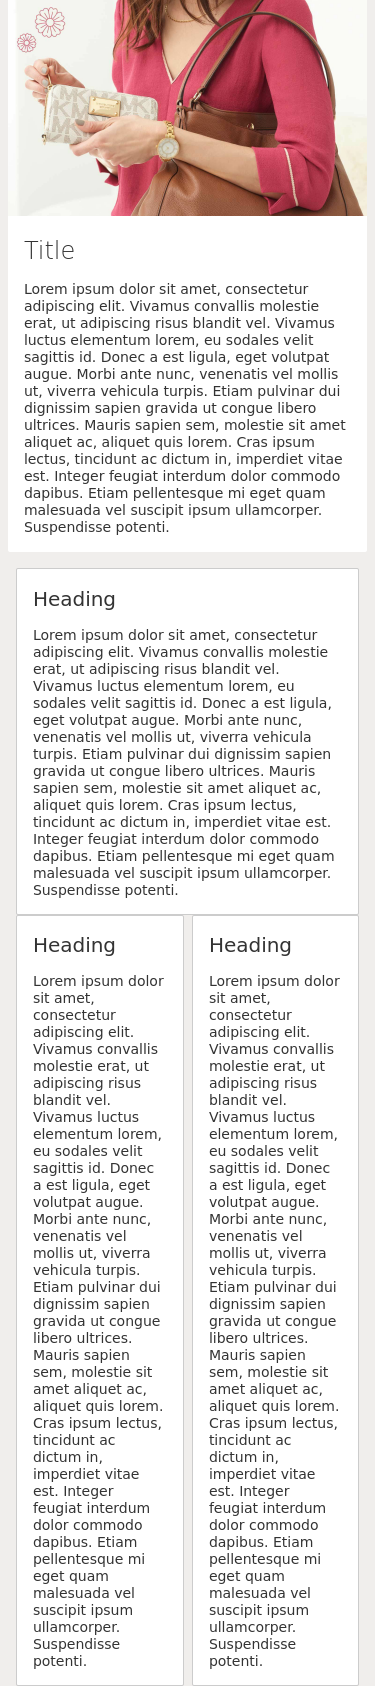 Title
Lorem ipsum dolor sit amet, consectetur
adipiscing elit. Vivamus convallis molestie
erat, ut adipiscing risus blandit vel. Vivamus
luctus elementum lorem, eu sodales velit
sagittis id. Donec a est ligula, eget volutpat
augue. Morbi ante nunc, venenatis vel mollis
ut, viverra vehicula turpis. Etiam pulvinar dui
dignissim sapien gravida ut congue libero
ultrices. Mauris sapien sem, molestie sit amet
aliquet ac, aliquet quis lorem. Cras ipsum
lectus, tincidunt ac dictum in, imperdiet vitae
est. Integer feugiat interdum dolor commodo
dapibus. Etiam pellentesque mi eget quam
malesuada vel suscipit ipsum ullamcorper.
Suspendisse potenti.
Heading
Lorem ipsum dolor sit amet, consectetur
adipiscing elit. Vivamus convallis molestie
erat, ut adipiscing risus blandit vel.
Vivamus luctus elementum lorem, eu
sodales velit sagittis id. Donec a est ligula,
eget volutpat augue. Morbi ante nunc,
venenatis vel mollis ut, viverra vehicula
turpis. Etiam pulvinar dui dignissim sapien
gravida ut congue libero ultrices. Mauris
sapien sem, molestie sit amet aliquet ac,
aliquet quis lorem. Cras ipsum lectus,
tincidunt ac dictum in, imperdiet vitae est.
Integer feugiat interdum dolor commodo
dapibus. Etiam pellentesque mi eget quam
malesuada vel suscipit ipsum ullamcorper.
Suspendisse potenti.
Heading
Lorem ipsum dolor
sit amet,
consectetur
adipiscing elit.
Vivamus convallis
molestie erat, ut
adipiscing risus
blandit vel.
Vivamus luctus
elementum lorem,
eu sodales velit
sagittis id. Donec
a est ligula, eget
volutpat augue.
Morbi ante nunc,
venenatis vel
mollis ut, viverra
vehicula turpis.
Etiam pulvinar dui
dignissim sapien
gravida ut congue
libero ultrices.
Mauris sapien
sem, molestie sit
amet aliquet ac,
aliquet quis lorem.
Cras ipsum lectus,
tincidunt ac
dictum in,
imperdiet vitae
est. Integer
feugiat interdum
dolor commodo
dapibus. Etiam
pellentesque mi
eget quam
malesuada vel
suscipit ipsum
ullamcorper.
Suspendisse
potenti.
Heading
Lorem ipsum dolor
sit amet,
consectetur
adipiscing elit.
Vivamus convallis
molestie erat, ut
adipiscing risus
blandit vel.
Vivamus luctus
elementum lorem,
eu sodales velit
sagittis id. Donec
a est ligula, eget
volutpat augue.
Morbi ante nunc,
venenatis vel
mollis ut, viverra
vehicula turpis.
Etiam pulvinar dui
dignissim sapien
gravida ut congue
libero ultrices.
Mauris sapien
sem, molestie sit
amet aliquet ac,
aliquet quis lorem.
Cras ipsum lectus,
tincidunt ac
dictum in,
imperdiet vitae
est. Integer
feugiat interdum
dolor commodo
dapibus. Etiam
pellentesque mi
eget quam
malesuada vel
suscipit ipsum
ullamcorper.
Suspendisse
potenti.